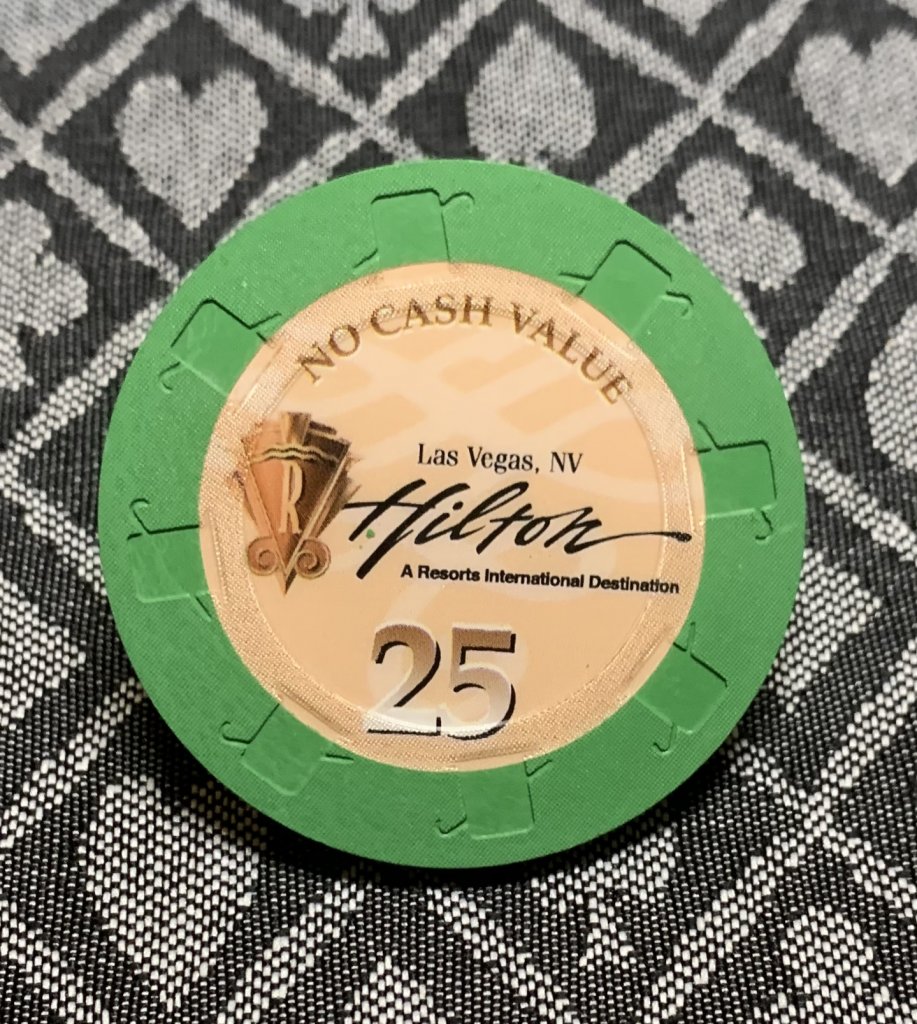 NO CASH VALUE
Las Vegas, NV
R
Hilton
A Resorts International Destination
25